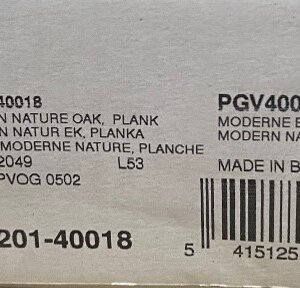 40018
N NATURE OAK, PLANK
N NATUR EK, PLANKA
MODERNE NATURE, PLANCHE
2049 L53
PVOG 0502
201-40018
PGV400
MODERNE E
MODERN NA
MADE IN B
5 415125